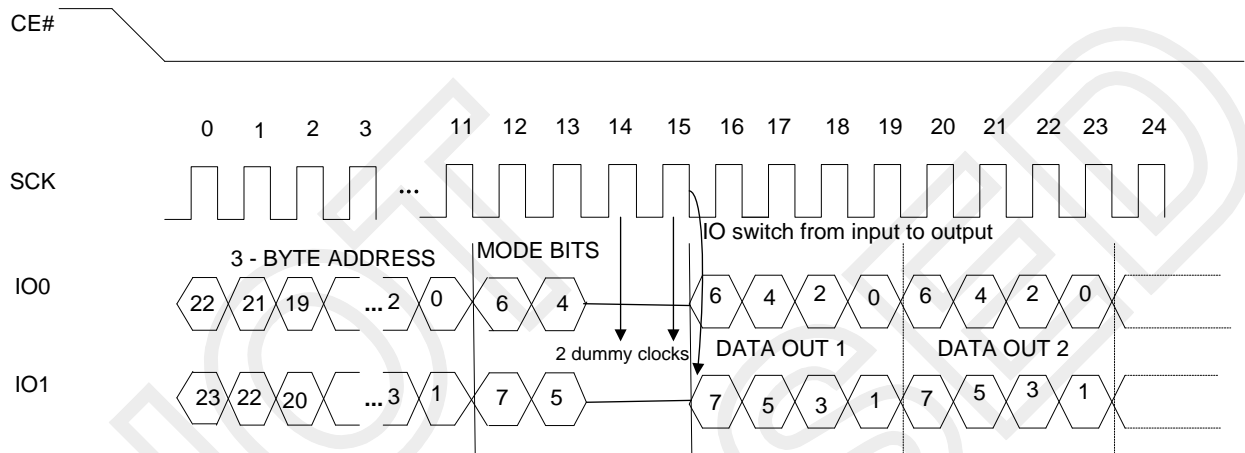 CE#
0 1 2 3 11 12 13 14 15 16 17 18 19 20 21 22 23 24
SCK ...
IO switch from input to output
3 - BYTE ADDRESS MODE BITS
IO0 22 21 19 ... 2 0 6 4 6 4 2 0 6 4 2 0
2 dummy clocks DATA OUT 1 DATA OUT 2
IO1 23 22 20 ... 3 1 7 5 7 5 3 1 7 5 3 1